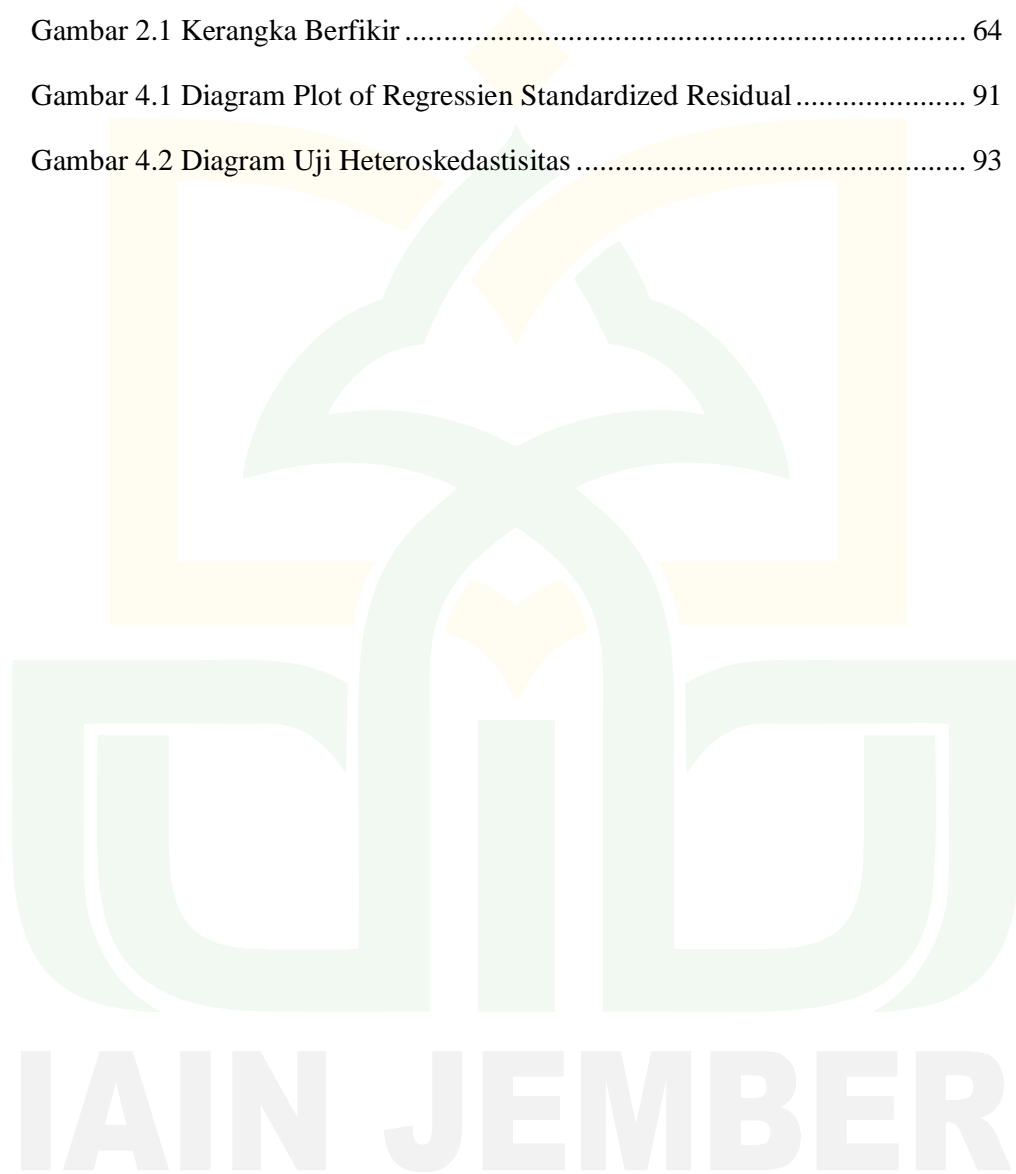 Gambar 2.1 Kerangka Berfikir ........................................................................ 64
Gambar 4.1 Diagram Plot of Regressien Standardized Residual ...................... 91
Gambar 4.2 Diagram Uji Heteroskedastisitas .................................................. 93
IAIN JEMBER